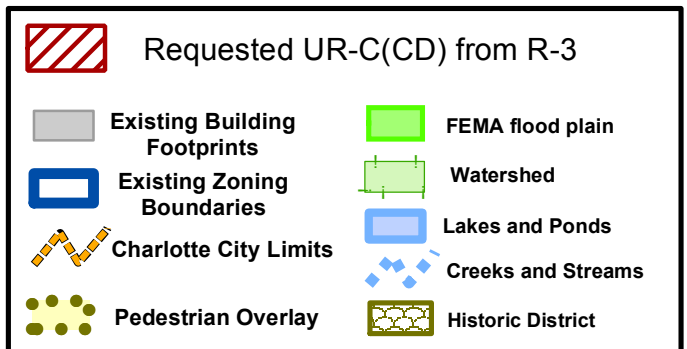 Requested UR-C(CD) from R-3
Existing Building
Footprints
Existing Zoning
Boundaries
Charlotte City Limits
Pedestrian Overlay
FEMA flood plain
Watershed
Lakes and Ponds
Creeks and Streams
Historic District